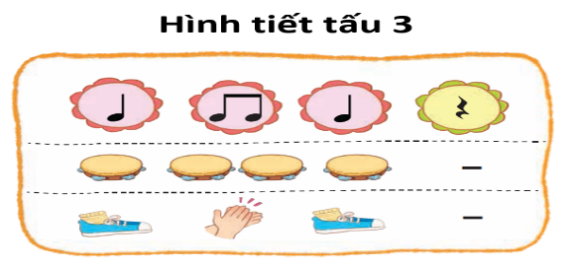 Hình tiết tấu 3